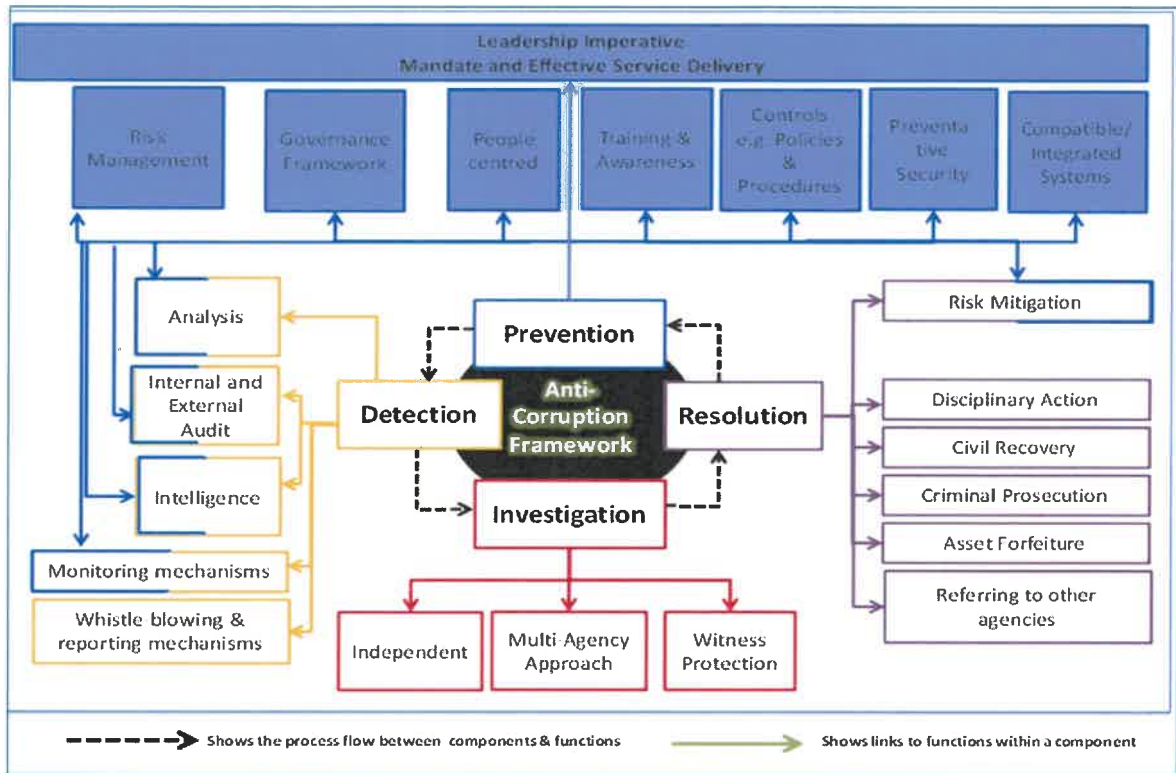 Leadership Imperative
Mandate and Effective Service Delivery
Risk
Management
Governance
Framework
People
centred
Training &
Awareness
Controls
e.g. Policies
&
Procedures
Preventa
tive
Security
Compatible/
Integrated
Systems
Analysis
Internal and
External
Audit
Intelligence
Monitoring mechanisms
Whistle blowing &
reporting mechanisms
Detection
Prevention
Anti-
Corruption
Framework
Investigation
Resolution
Independent
Multi-Agency
Approach
Witness
Protection
Risk Mitigation
Disciplinary Action
Civil Recovery
Criminal Prosecution
Asset Forfeiture
Referring to other
agencies
Shows the process flow between components & functions
Shows links to functions within a component